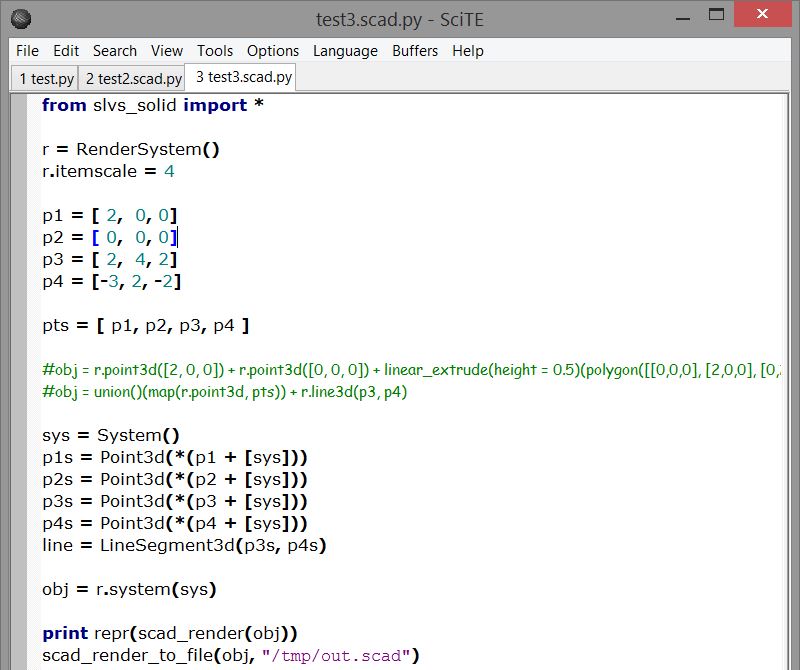 test3.scad.py - SciTE
File Edit Search View Tools Options Language Buffers Help
1 test.py 2 test2.scad.py 3 test3.scad.py
from slvs_solid import *
r = RenderSystem()
r.itemscale = 4
p1 = [ 2,  0, 0]
p2 = [ 0,  0, 0]
p3 = [ 2,  4, 2]
p4 = [-3, 2, -2]
pts = [ p1, p2, p3, p4 ]
#obj = r.point3d([2, 0, 0]) + r.point3d([0, 0, 0]) + linear_extrude(height = 0.5)(polygon([[0,0,0], [2,0,0], [0,
#obj = union()(map(r.point3d, pts)) + r.line3d(p3, p4)
sys = System()
p1s = Point3d(*(p1 + [sys]))
p2s = Point3d(*(p2 + [sys]))
p3s = Point3d(*(p3 + [sys]))
p4s = Point3d(*(p4 + [sys]))
line = LineSegment3d(p3s, p4s)
obj = r.system(sys)
print repr(scad_render(obj))
scad_render_to_file(obj, "/tmp/out.scad")